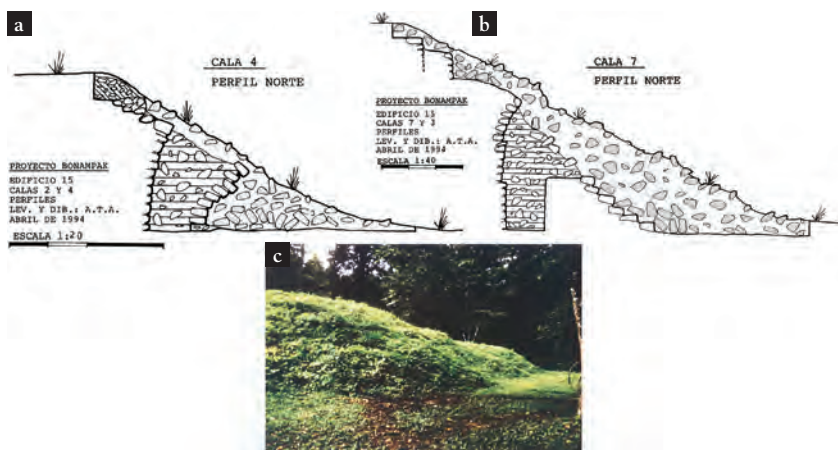 a
CALA 4
PERFIL NORTE
PROYECTO BONAMPAK
EDIFICIO 15
CALAS 2 Y 4
PERFILES
LEV. Y DIB.: A.T.A.
ABRIL DE 1994
ESCALA 1:20
b
CALA 7
PERFIL NORTE
PROYECTO BONAMPAK
EDIFICIO 15
CALAS 7 Y 3
PERFILES
LEV. Y DIB.: A.T.A.
ABRIL DE 1994
ESCALA 1:40
c